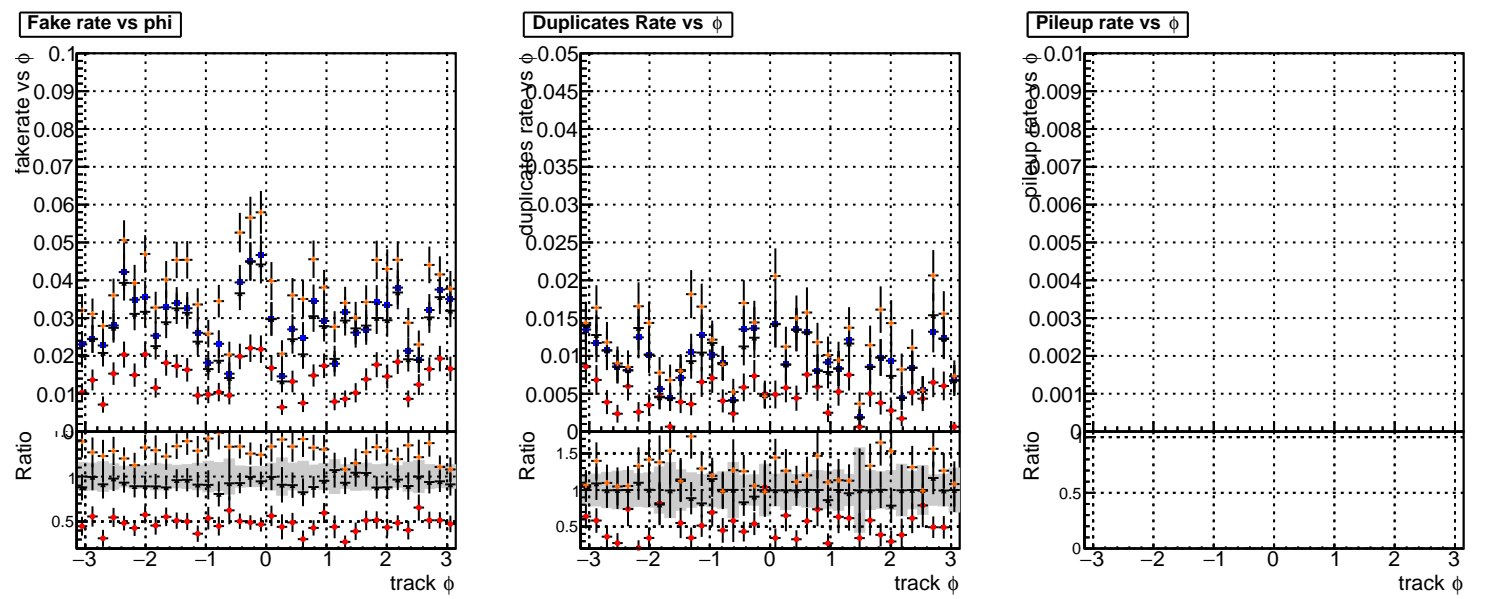 Fake rate vs phi
fakerate vs ϕ
0.1
0.09
0.08
0.07
0.06
0.05
0.04
0.03
0.02
0.01
0
Ratio
1
0.5
−3 −2 −1 0 1 2 3
track ϕ
Duplicates Rate vs ϕ
duplicates rate vs ϕ
0.05
0.045
0.04
0.035
0.03
0.025
0.02
0.015
0.01
0.005
0
Ratio
1.5
1
0.5
−3 −2 −1 0 1 2 3
track ϕ
Pileup rate vs ϕ
pileup rate vs ϕ
0.01
0.009
0.008
0.007
0.006
0.005
0.004
0.003
0.002
0.001
0
Ratio
0.5
0
−3 −2 −1 0 1 2 3
track ϕ